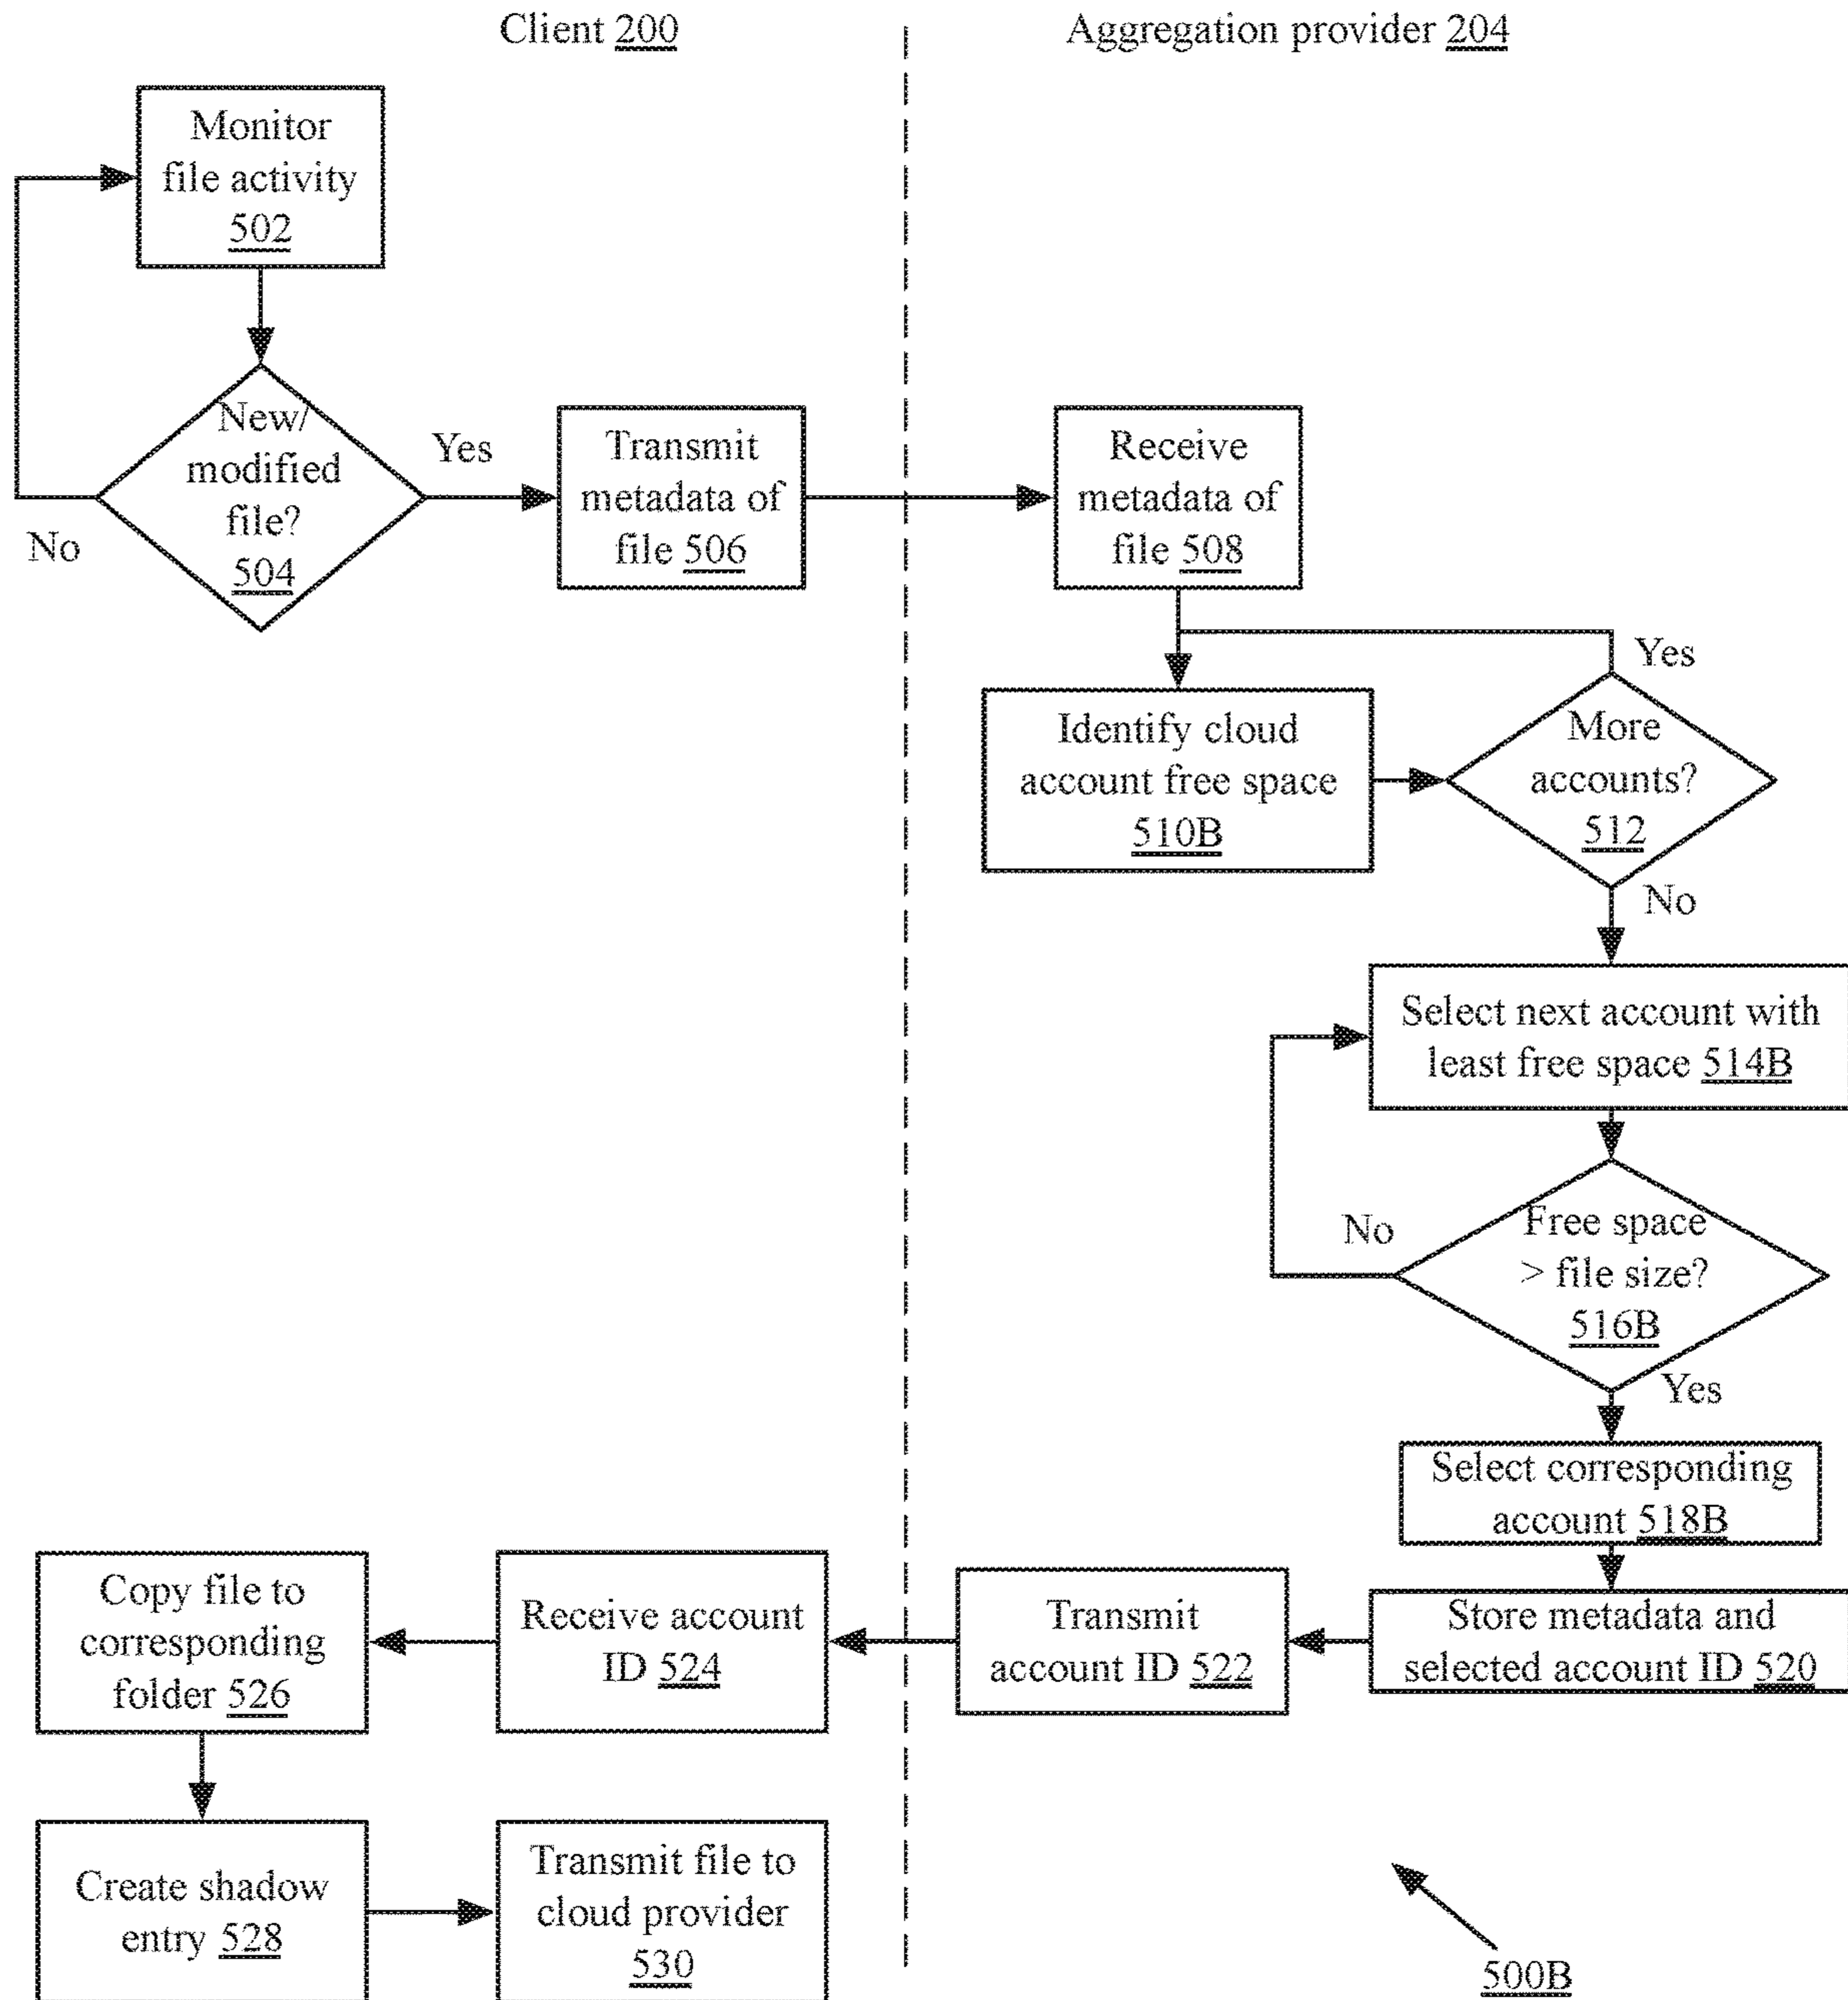 Client 200
Aggregation provider 204
Monitor
file activity
502
New/
modified
file?
504
Yes
No
Transmit
metadata of
file 506
Receive
metadata of
file 508
Identify cloud
account free space
510B
More
accounts?
512
Yes
No
Select next account with
least free space 514B
Free space
> file size?
516B
No
Yes
Select corresponding
account 518B
Store metadata and
selected account ID 520
Transmit
account ID 522
Receive account
ID 524
Copy file to
corresponding
folder 526
Create shadow
entry 528
Transmit file to
cloud provider
530
500B